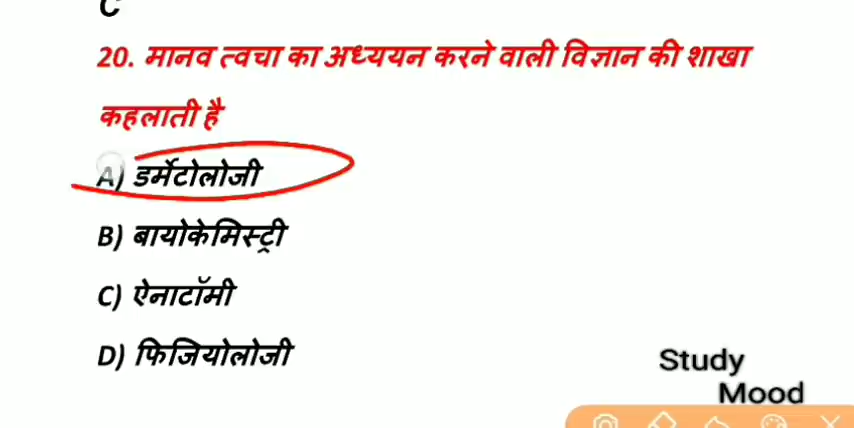 C
20. मानव त्वचा का अध्ययन करने वाली विज्ञान की शाखा
कहलाती है
A) डर्मेटोलोजी
B) बायोकेमिस्ट्री
C) ऐनाटॉमी
D) फिजियोलोजी
Study
Mood